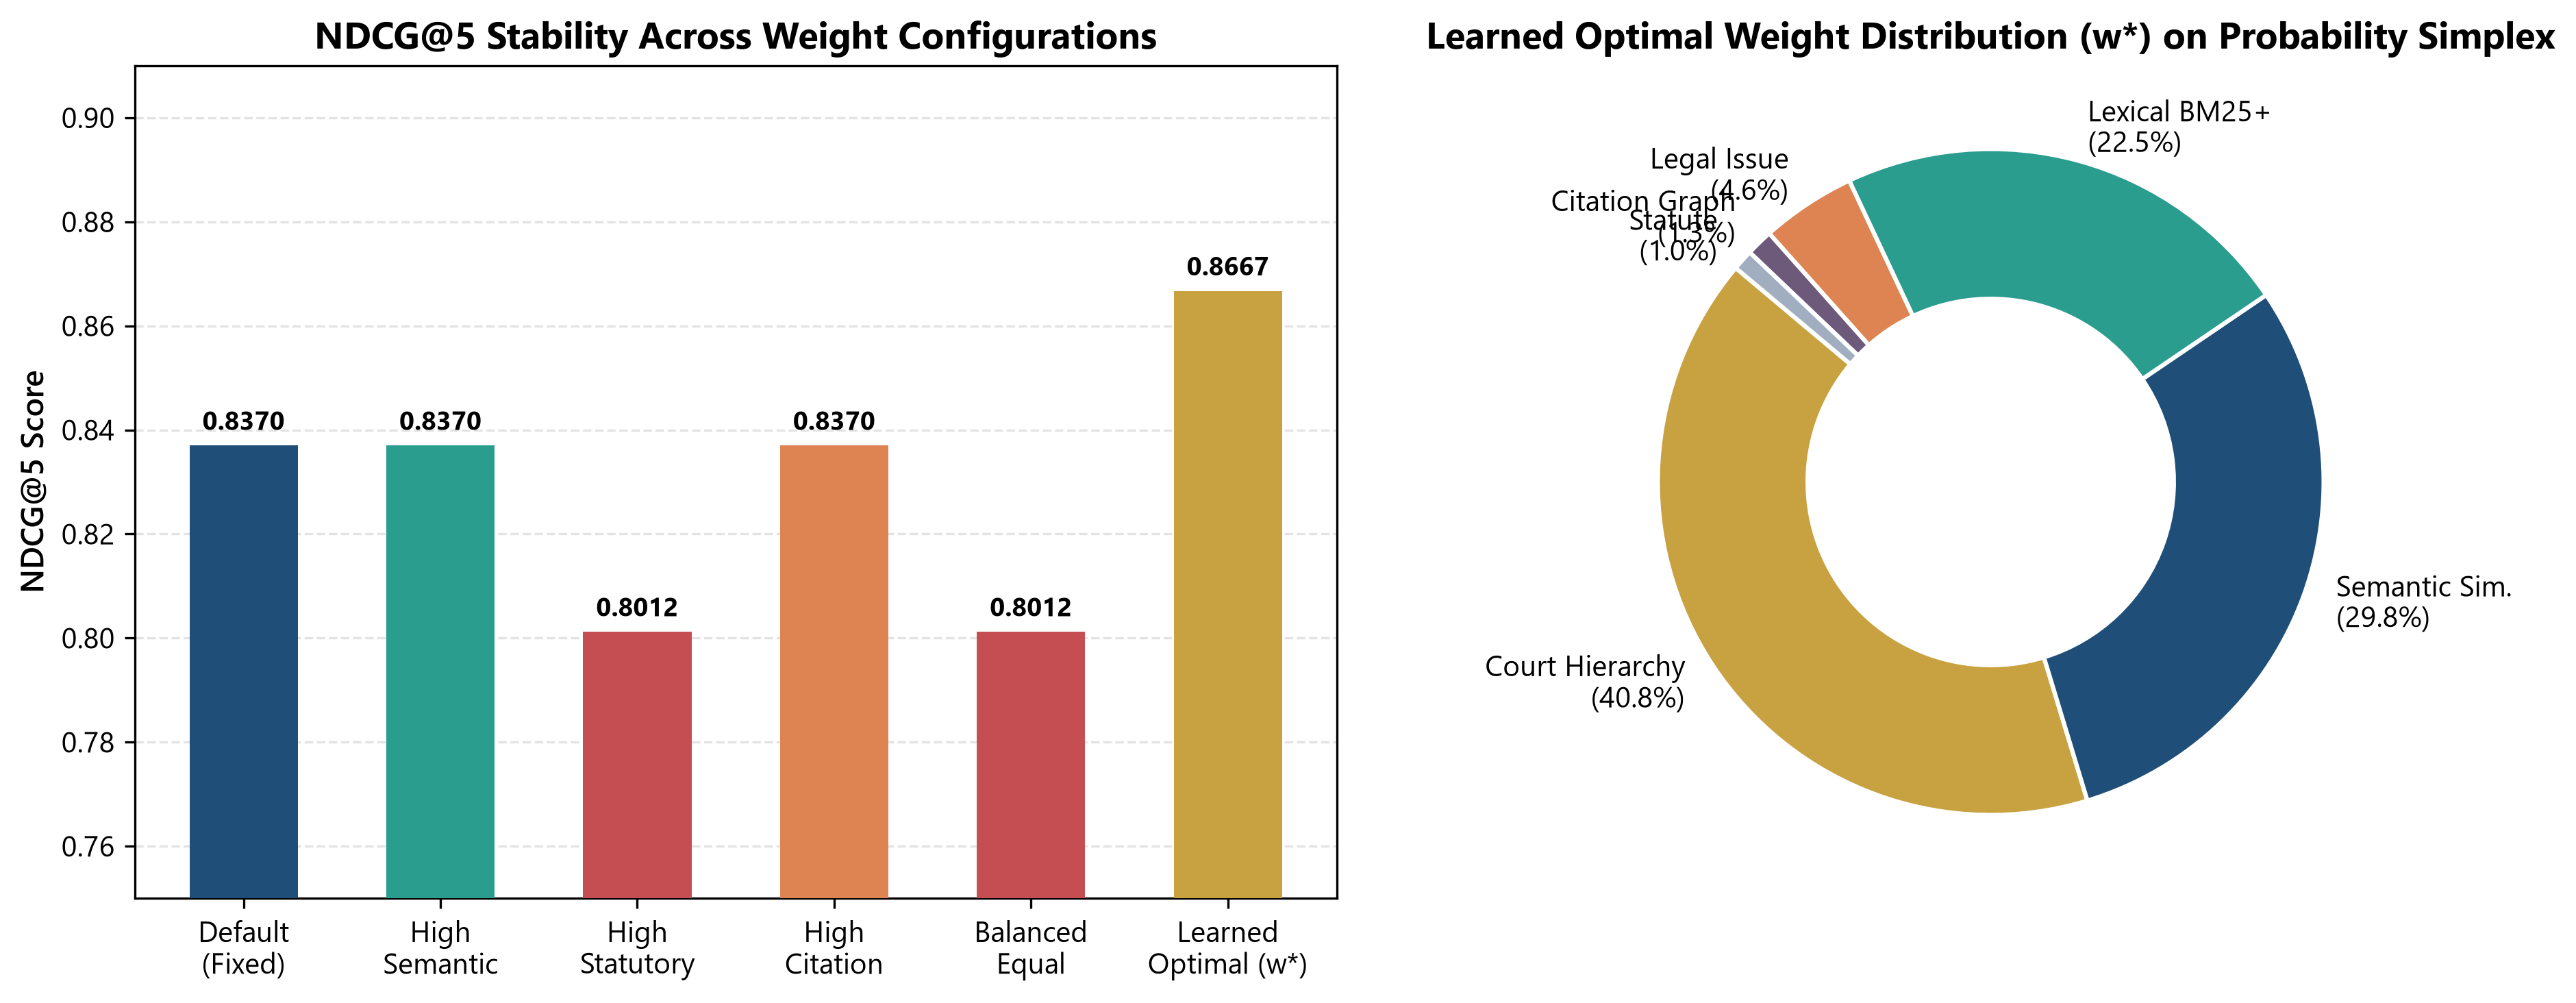 NDCG@5 Stability Across Weight Configurations
NDCG@5 Score
0.90
0.88
0.86
0.84
0.82
0.80
0.78
0.76
0.8370
0.8370
0.8012
0.8370
0.8012
0.8667
Default
(Fixed)
High
Semantic
High
Statutory
High
Citation
Balanced
Equal
Learned
Optimal (w*)
Learned Optimal Weight Distribution (w*) on Probability Simplex
Lexical BM25+
(22.5%)
Legal Issue
(4.6%)
Citation Graph
(1.3%)
Statute
(1.0%)
Court Hierarchy
(40.8%)
Semantic Sim.
(29.8%)